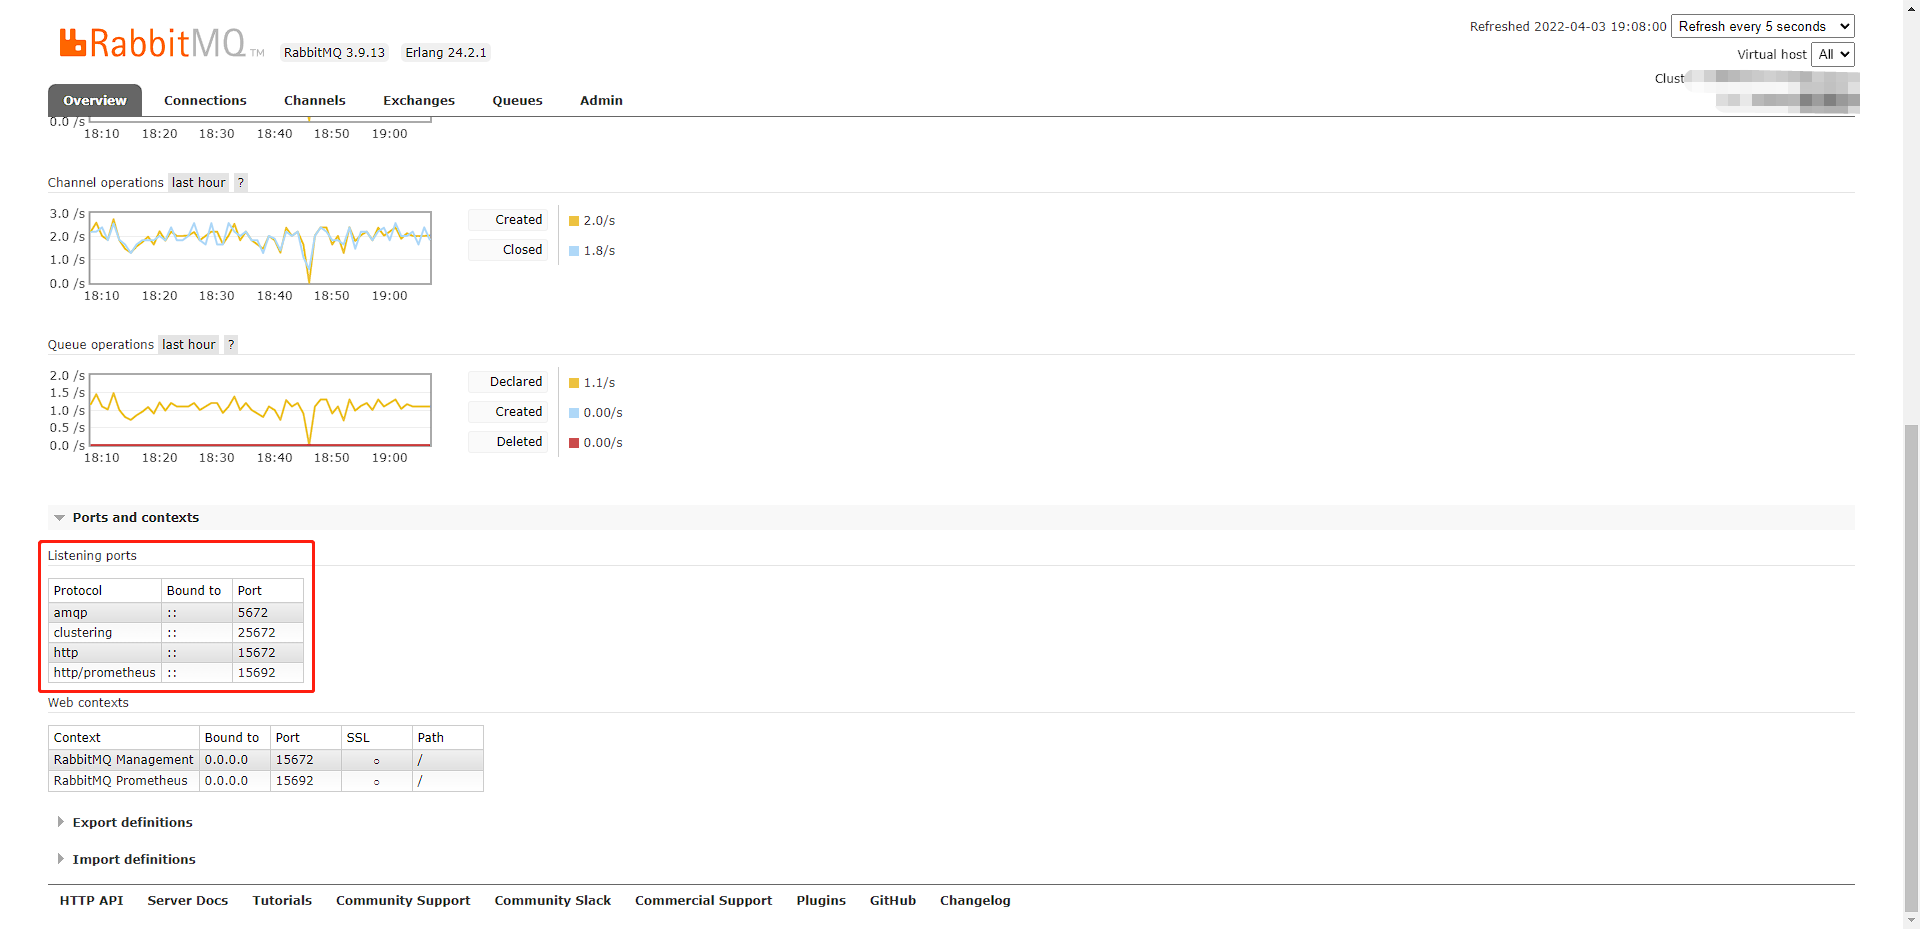 RabbitMQ TM RabbitMQ 3.9.13 Erlang 24.2.1
Refreshed 2022-04-03 19:08:00 Refresh every 5 seconds
Virtual host All
Clust
Overview Connections Channels Exchanges Queues Admin
0.0 /s
18:10 18:20 18:30 18:40 18:50 19:00
Channel operations last hour ?
3.0 /s
2.0 /s
1.0 /s
0.0 /s
18:10 18:20 18:30 18:40 18:50 19:00
Created 2.0/s
Closed 1.8/s
Queue operations last hour ?
2.0 /s
1.5 /s
1.0 /s
0.5 /s
0.0 /s
18:10 18:20 18:30 18:40 18:50 19:00
Declared 1.1/s
Created 0.00/s
Deleted 0.00/s
Ports and contexts
Listening ports
Protocol Bound to Port
amqp :: 5672
clustering :: 25672
http :: 15672
http/prometheus :: 15692
Web contexts
Context Bound to Port SSL Path
RabbitMQ Management 0.0.0.0 15672 ○ /
RabbitMQ Prometheus 0.0.0.0 15692 ○ /
Export definitions
Import definitions
HTTP API Server Docs Tutorials Community Support Community Slack Commercial Support Plugins GitHub Changelog